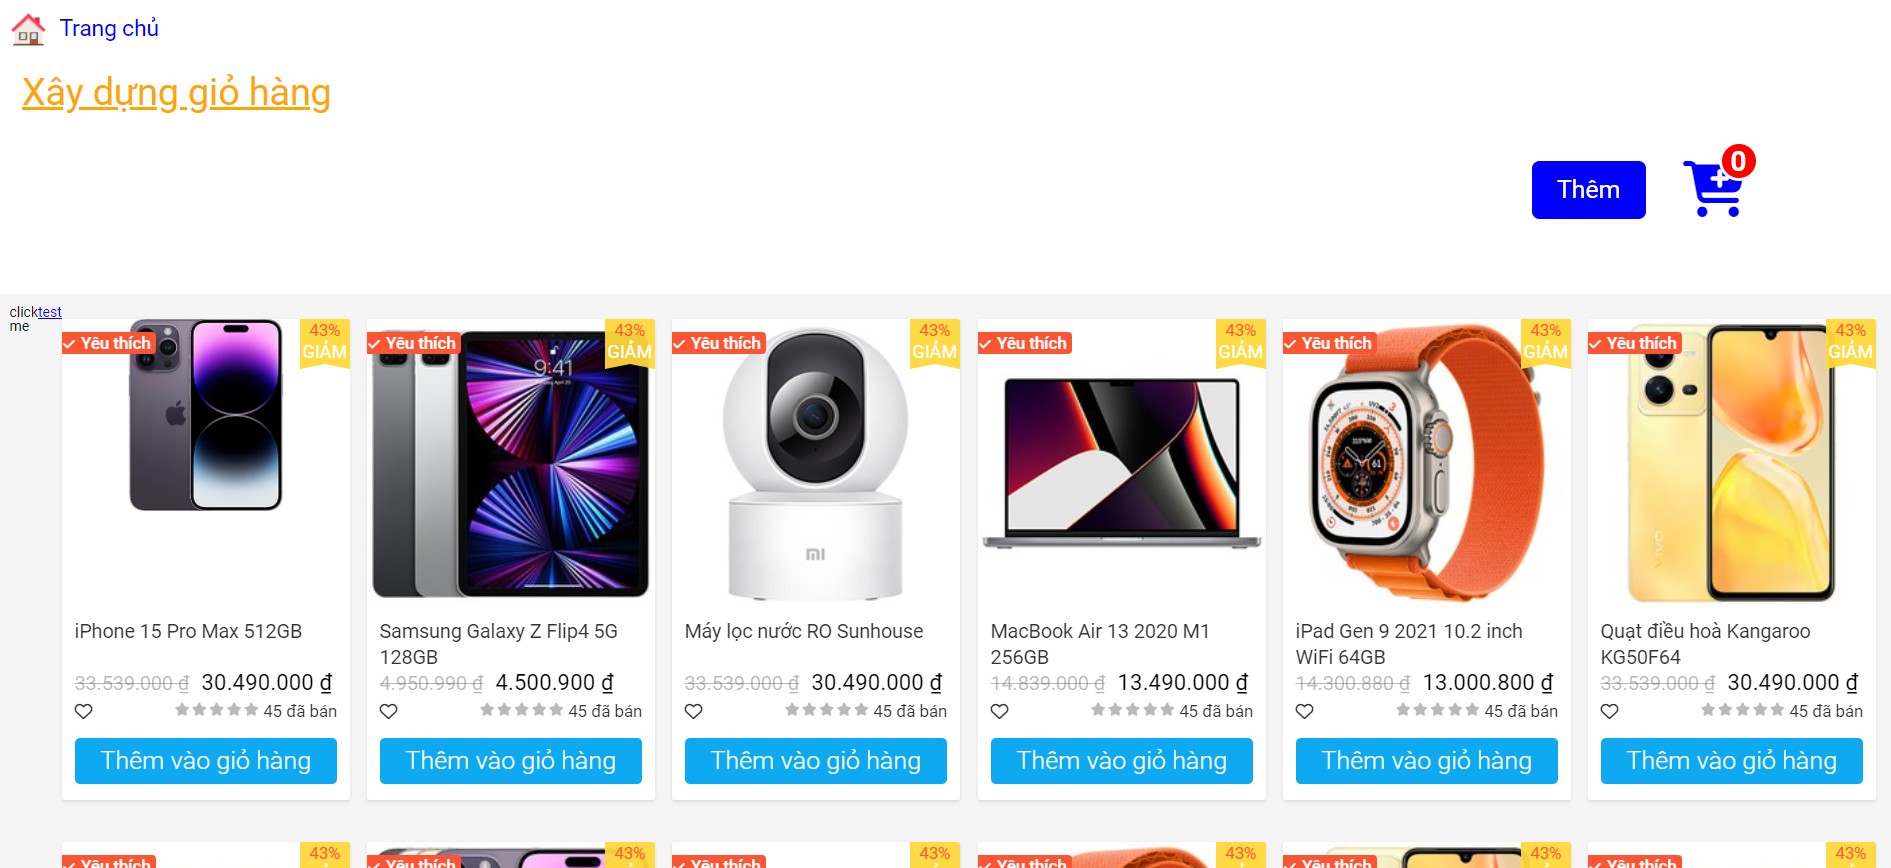 Trang chủ
Xây dựng giỏ hàng
Thêm
0
clicktest
me
Yêu thích
43%
GIẢM
Yêu thích
9:41
43%
GIẢM
Yêu thích
mi
43%
GIẢM
Yêu thích
43%
GIẢM
Yêu thích
43%
GIẢM
Yêu thích
vivo
43%
GIẢM
iPhone 15 Pro Max 512GB
33.539.000 ₫ 30.490.000 ₫
45 đã bán
Thêm vào giỏ hàng
Samsung Galaxy Z Flip4 5G
128GB
4.950.990 ₫ 4.500.900 ₫
45 đã bán
Thêm vào giỏ hàng
Máy lọc nước RO Sunhouse
33.539.000 ₫ 30.490.000 ₫
45 đã bán
Thêm vào giỏ hàng
MacBook Air 13 2020 M1
256GB
14.839.000 ₫ 13.490.000 ₫
45 đã bán
Thêm vào giỏ hàng
iPad Gen 9 2021 10.2 inch
WiFi 64GB
14.300.880 ₫ 13.000.800 ₫
45 đã bán
Thêm vào giỏ hàng
Quạt điều hoà Kangaroo
KG50F64
33.539.000 ₫ 30.490.000 ₫
45 đã bán
Thêm vào giỏ hàng
Yêu thích
43%
Yêu thích
43%
Yêu thích
43%
Yêu thích
43%
Yêu thích
43%
Yêu thích
43%